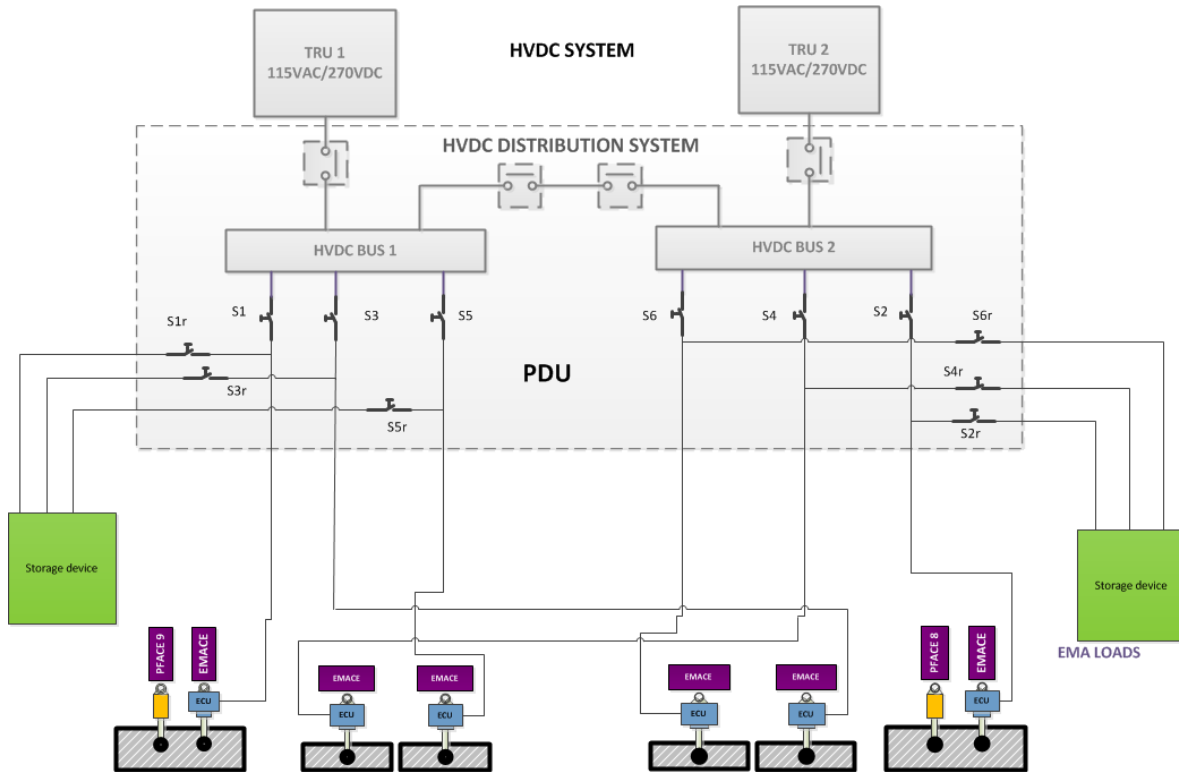 TRU 1
115VAC/270VDC
HVDC SYSTEM
TRU 2
115VAC/270VDC
HVDC DISTRIBUTION SYSTEM
HVDC BUS 1
HVDC BUS 2
S1
S3
S5
S6
S4
S2
S1r
S6r
S3r
PDU
S4r
S5r
S2r
Storage device
Storage device
EMA LOADS
PFACE 9
EMACE
ECU
EMACE
ECU
EMACE
ECU
EMACE
ECU
EMACE
ECU
PFACE 8
EMACE
ECU